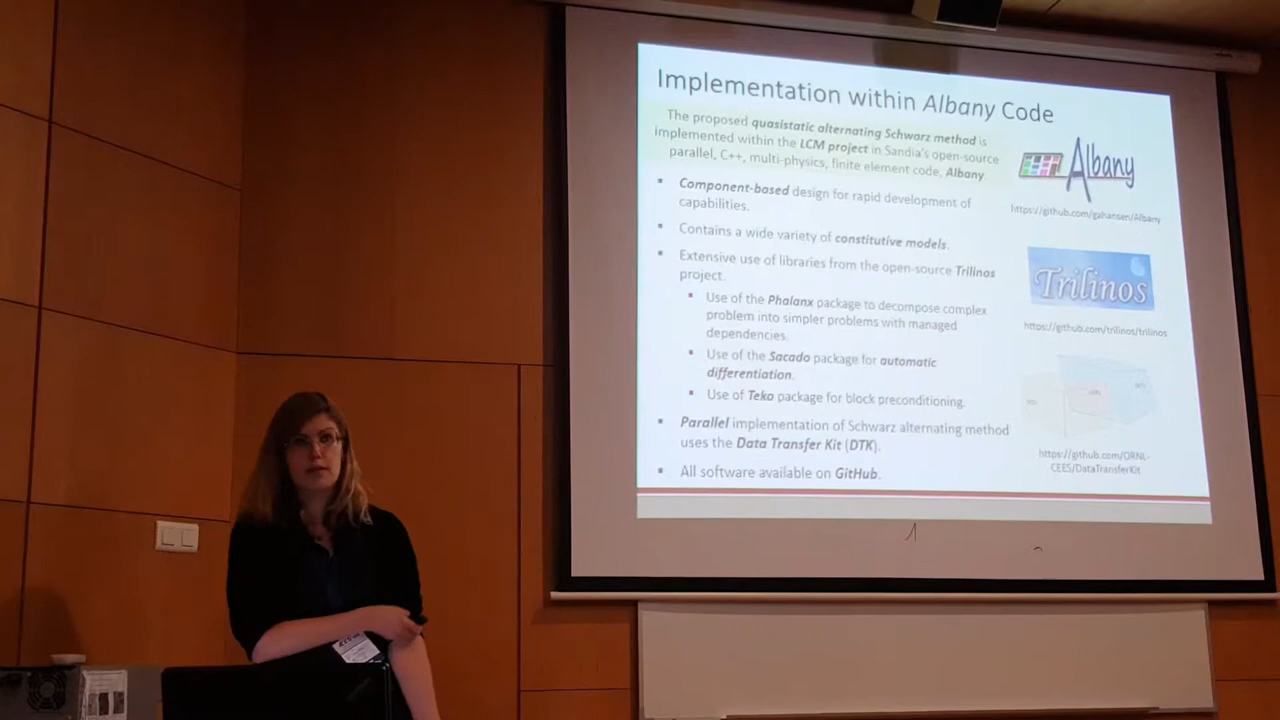 Implementation within Albany Code
The proposed quasistatic alternating Schwarz method is
implemented within the LCM project in Sandia's open-source
parallel, C++, multi-physics, finite element code, Albany.
▪ Component-based design for rapid development of
capabilities.
▪ Contains a wide variety of constitutive models.
▪ Extensive use of libraries from the open-source Trilinos
project.
▪ Use of the Phalanx package to decompose complex
problem into simpler problems with managed
dependencies.
▪ Use of the Sacado package for automatic
differentiation.
▪ Use of Teko package for block preconditioning.
▪ Parallel implementation of Schwarz alternating method
uses the Data Transfer Kit (DTK).
▪ All software available on GitHub.
Albany
https://github.com/gahansen/Albany
Trilinos
https://github.com/trilinos/trilinos
https://github.com/ORNL-
CEES/DataTransferKit